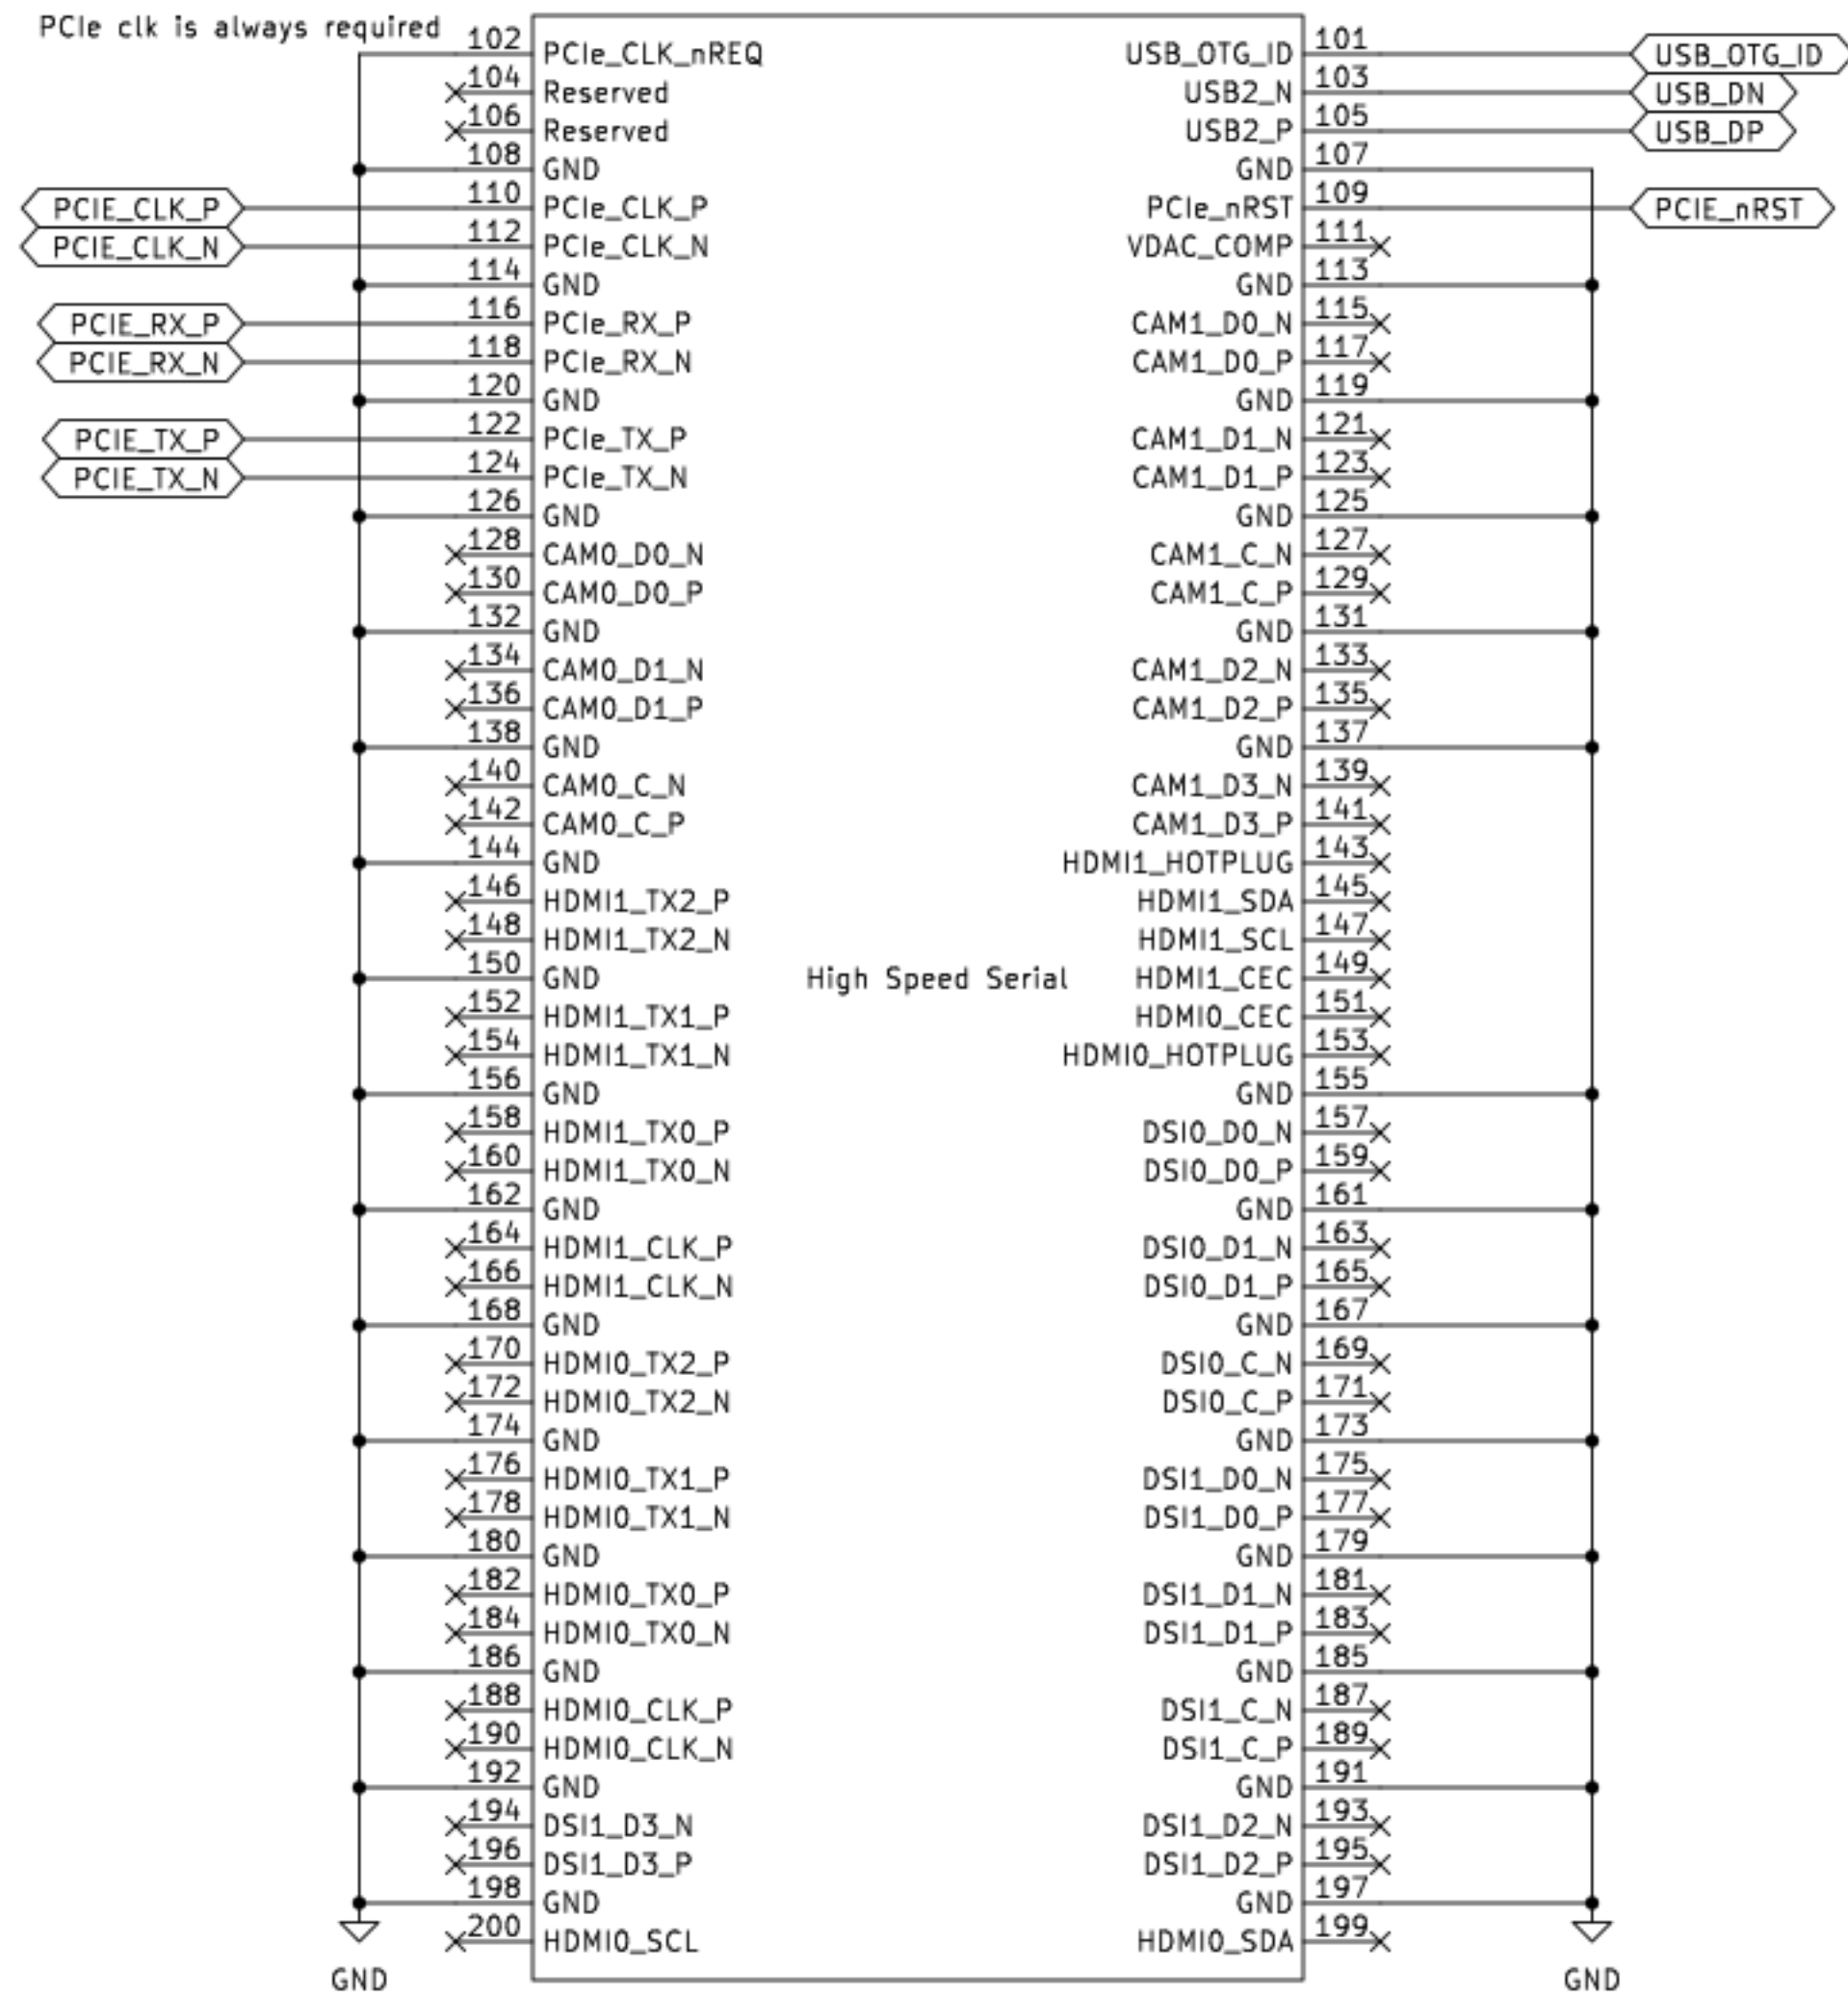 PCIe clk is always required
102 PCIe_CLK_nREQ USB_OTG_ID 101 USB_OTG_ID
104 Reserved USB2_N 103 USB_DN
106 Reserved USB2_P 105 USB_DP
108 GND GND 107
PCIE_CLK_P 110 PCIe_CLK_P PCIe_nRST 109 PCIE_nRST
PCIE_CLK_N 112 PCIe_CLK_N VDAC_COMP 111
114 GND GND 113
PCIE_RX_P 116 PCIe_RX_P CAM1_D0_N 115
PCIE_RX_N 118 PCIe_RX_N CAM1_D0_P 117
120 GND GND 119
PCIE_TX_P 122 PCIe_TX_P CAM1_D1_N 121
PCIE_TX_N 124 PCIe_TX_N CAM1_D1_P 123
126 GND GND 125
128 CAM0_D0_N CAM1_C_N 127
130 CAM0_D0_P CAM1_C_P 129
132 GND GND 131
134 CAM0_D1_N CAM1_D2_N 133
136 CAM0_D1_P CAM1_D2_P 135
138 GND GND 137
140 CAM0_C_N CAM1_D3_N 139
142 CAM0_C_P CAM1_D3_P 141
144 GND HDMI1_HOTPLUG 143
146 HDMI1_TX2_P HDMI1_SDA 145
148 HDMI1_TX2_N HDMI1_SCL 147
150 GND High Speed Serial HDMI1_CEC 149
152 HDMI1_TX1_P HDMI0_CEC 151
154 HDMI1_TX1_N HDMI0_HOTPLUG 153
156 GND GND 155
158 HDMI1_TX0_P DSI0_D0_N 157
160 HDMI1_TX0_N DSI0_D0_P 159
162 GND GND 161
164 HDMI1_CLK_P DSI0_D1_N 163
166 HDMI1_CLK_N DSI0_D1_P 165
168 GND GND 167
170 HDMI0_TX2_P DSI0_C_N 169
172 HDMI0_TX2_N DSI0_C_P 171
174 GND GND 173
176 HDMI0_TX1_P DSI1_D0_N 175
178 HDMI0_TX1_N DSI1_D0_P 177
180 GND GND 179
182 HDMI0_TX0_P DSI1_D1_N 181
184 HDMI0_TX0_N DSI1_D1_P 183
186 GND GND 185
188 HDMI0_CLK_P DSI1_C_N 187
190 HDMI0_CLK_N DSI1_C_P 189
192 GND GND 191
194 DSI1_D3_N DSI1_D2_N 193
196 DSI1_D3_P DSI1_D2_P 195
198 GND GND 197
200 HDMI0_SCL HDMI0_SDA 199
GND GND